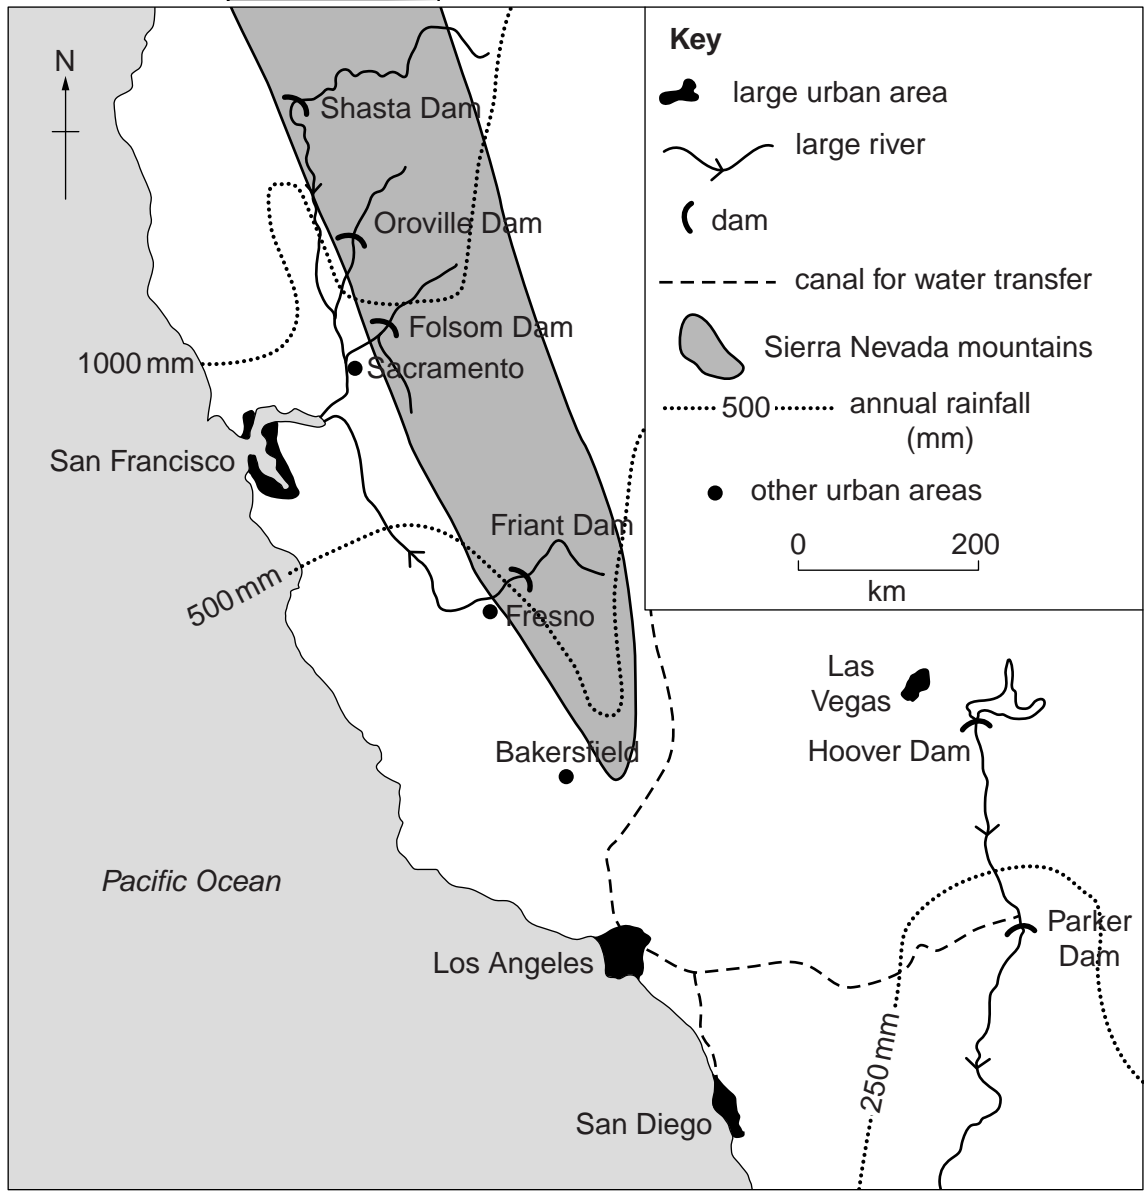 N
Shasta Dam
Oroville Dam
Folsom Dam
1000 mm
Sacramento
San Francisco
Friant Dam
500 mm
Fresno
Bakersfield
Pacific Ocean
Los Angeles
San Diego
Las
Vegas
Hoover Dam
Parker
Dam
250 mm
Key
large urban area
large river
dam
canal for water transfer
Sierra Nevada mountains
500
annual rainfall
(mm)
other urban areas
0 200
km